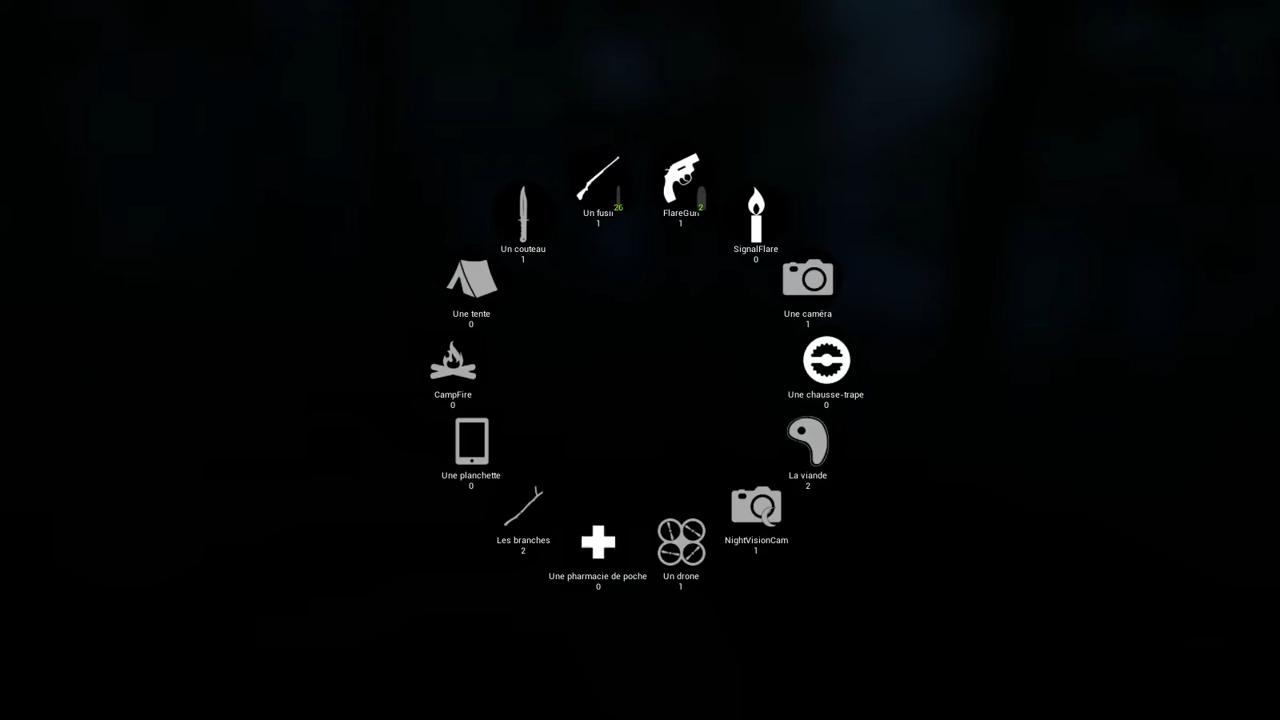 26
Un fusil
1
2
FlareGun
1
Un couteau
1
SignalFlare
0
Une tente
0
Une caméra
1
CampFire
0
Une chausse-trape
0
Une planchette
0
La viande
2
Les branches
2
NightVisionCam
1
Une pharmacie de poche
0
Un drone
1